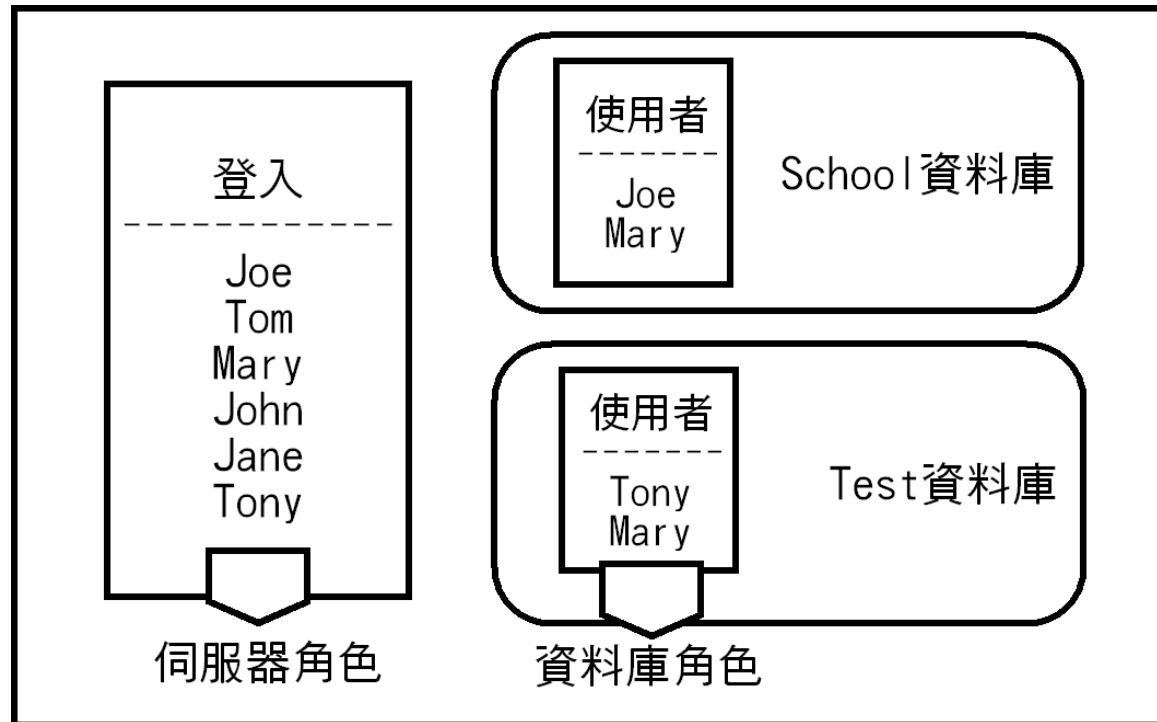 登入
Joe
Tom
Mary
John
Jane
Tony
伺服器角色
使用者
Joe
Mary
School資料庫
使用者
Tony
Mary
Test資料庫
資料庫角色